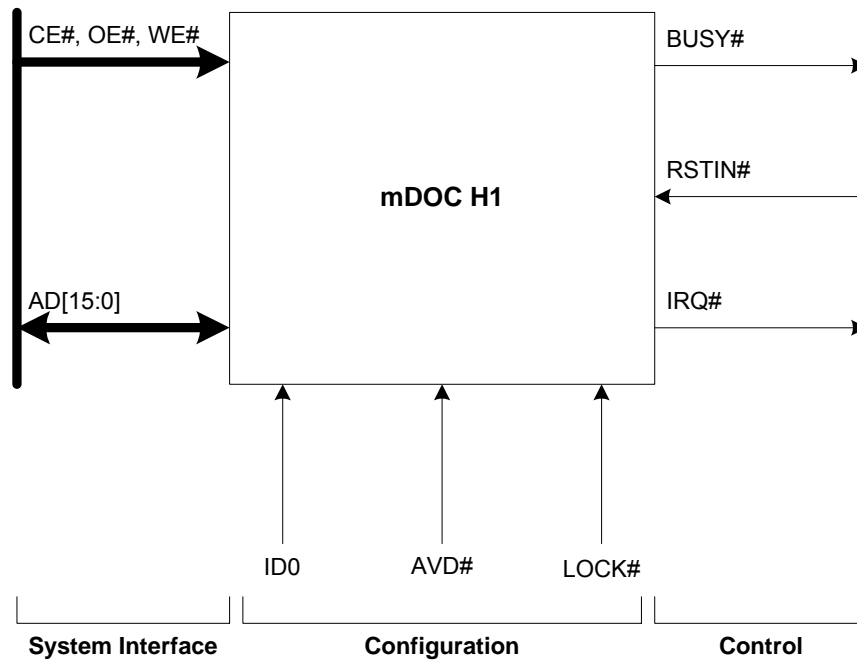 CE#, OE#, WE#
BUSY#
RSTIN#
mDOC H1
AD[15:0]
IRQ#
ID0
AVD#
LOCK#
System Interface
Configuration
Control